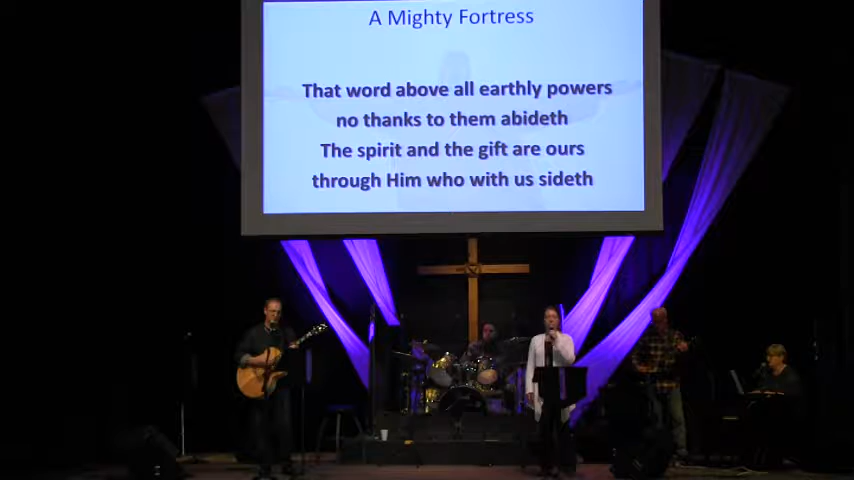 A Mighty Fortress
That word above all earthly powers
no thanks to them abideth
The spirit and the gift are ours
through Him who with us sideth